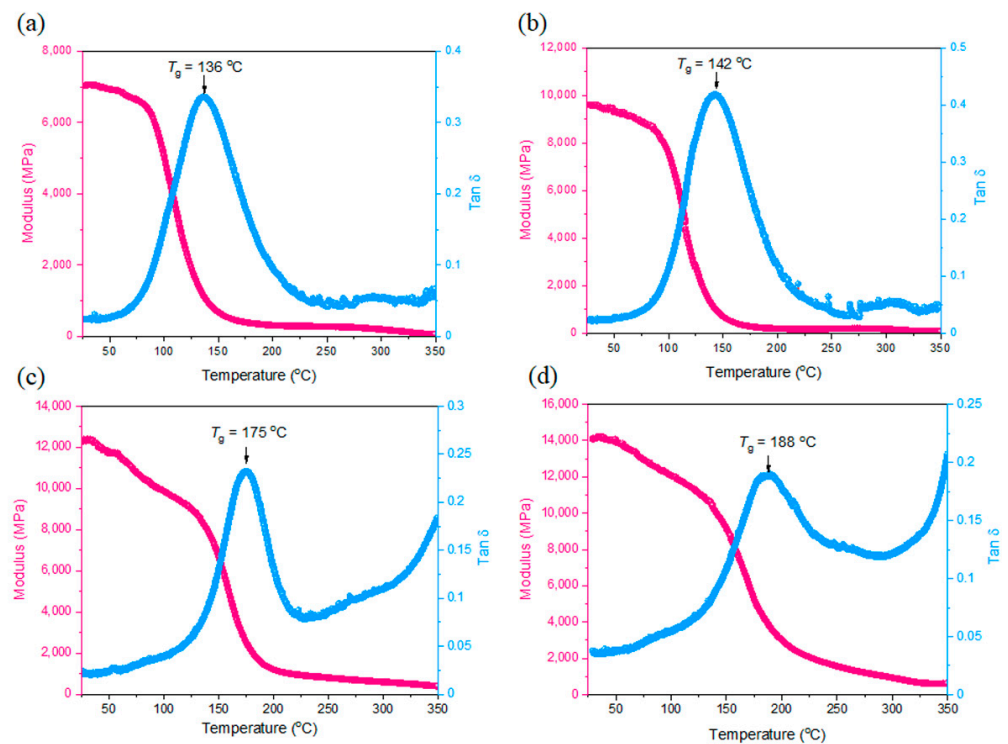 (a)
8,000
6,000
4,000
2,000
0
Modulus (MPa)
Tg = 136 °C
0.4
0.3
0.2
0.1
0
Tan δ
50 100 150 200 250 300 350
Temperature (°C)
(b)
12,000
10,000
8,000
6,000
4,000
2,000
0
Modulus (MPa)
Tg = 142 °C
0.5
0.4
0.3
0.2
0.1
0
Tan δ
50 100 150 200 250 300 350
Temperature (°C)
(c)
14,000
12,000
10,000
8,000
6,000
4,000
2,000
0
Modulus (MPa)
Tg = 175 °C
0.3
0.25
0.2
0.15
0.1
0.05
0
Tan δ
50 100 150 200 250 300 350
Temperature (°C)
(d)
16,000
14,000
12,000
10,000
8,000
6,000
4,000
2,000
0
Modulus (MPa)
Tg = 188 °C
0.25
0.20
0.15
0.10
0.05
0
Tan δ
50 100 150 200 250 300 350
Temperature (°C)